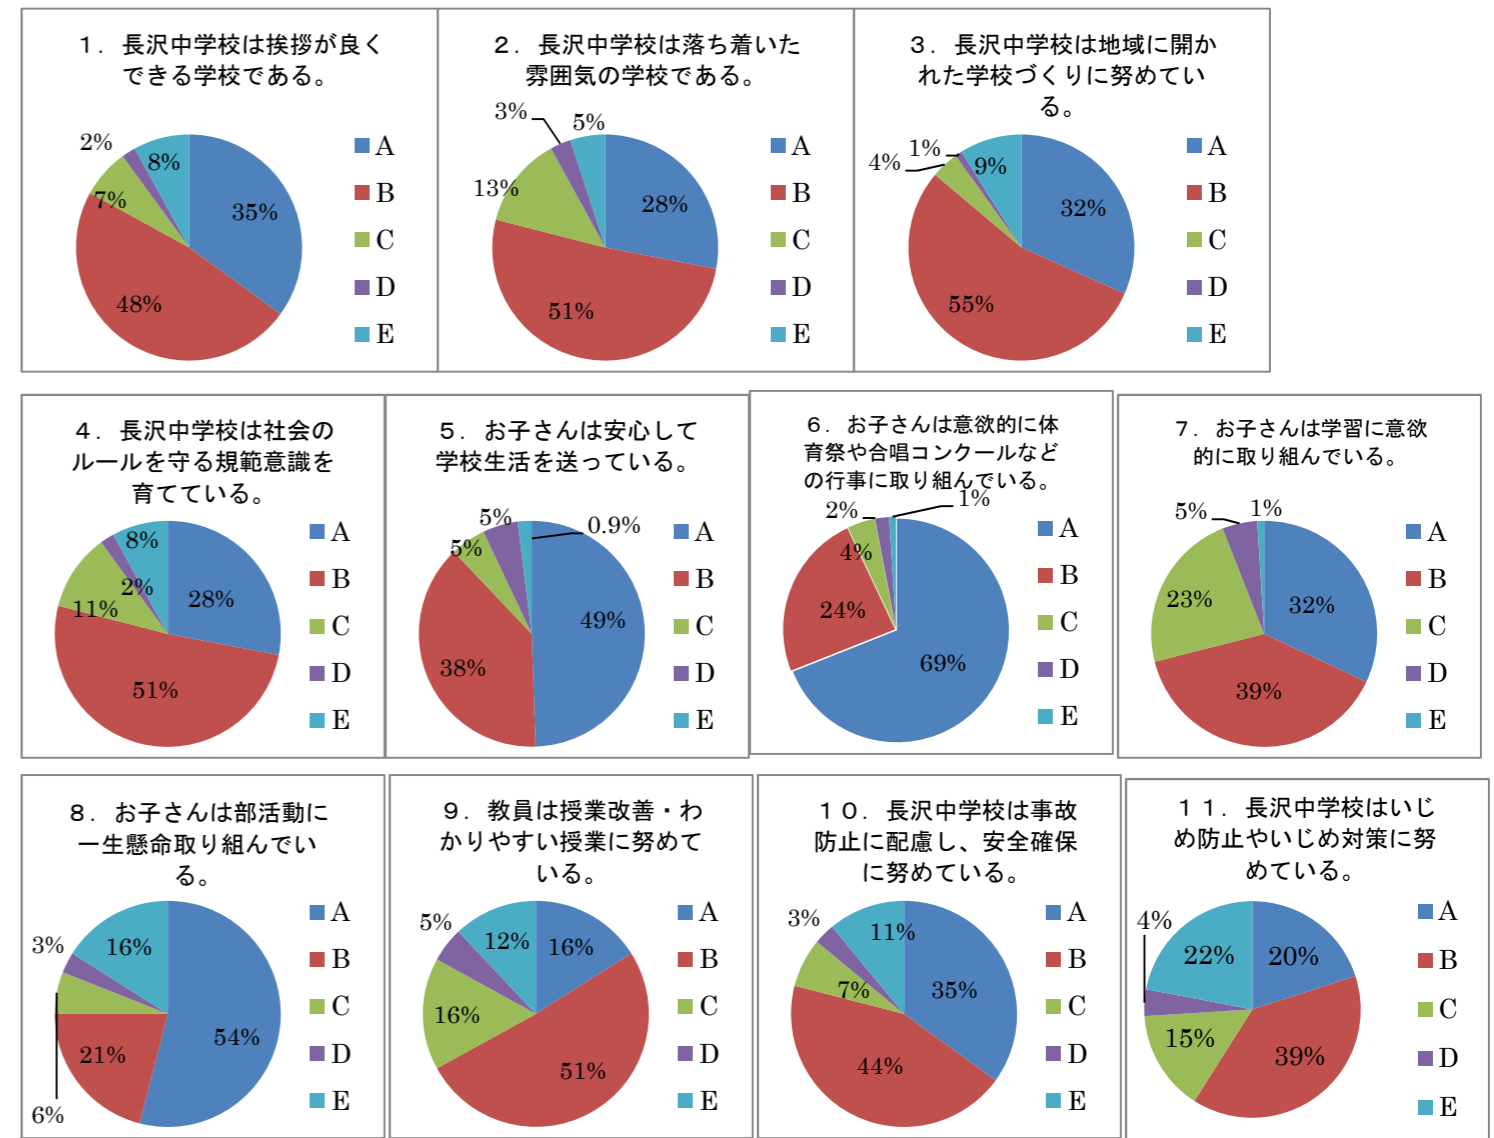 １．長沢中学校は挨拶が良く
できる学校である。
2%
8%
7%
35%
48%
A
B
C
D
E
２．長沢中学校は落ち着いた
雰囲気の学校である。
3%
5%
13%
28%
51%
A
B
C
D
E
３．長沢中学校は地域に開か
れた学校づくりに努めてい
る。
1%
4%
9%
32%
55%
A
B
C
D
E
４．長沢中学校は社会の
ルールを守る規範意識を
育てている。
8%
2%
11%
28%
51%
A
B
C
D
E
５．お子さんは安心して
学校生活を送っている。
5%
0.9%
5%
49%
38%
A
B
C
D
E
６．お子さんは意欲的に体
育祭や合唱コンクールなど
の行事に取り組んでいる。
1%
2%
4%
24%
69%
A
B
C
D
E
７．お子さんは学習に意欲
的に取り組んでいる。
5%
1%
23%
32%
39%
A
B
C
D
E
８．お子さんは部活動に
一生懸命取り組んでい
る。
3%
16%
54%
21%
6%
A
B
C
D
E
９．教員は授業改善・わ
かりやすい授業に努めて
いる。
5%
12%
16%
16%
51%
A
B
C
D
E
１０．長沢中学校は事故
防止に配慮し、安全確保
に努めている。
3%
11%
7%
35%
44%
A
B
C
D
E
１１．長沢中学校はいじ
め防止やいじめ対策に努
めている。
4%
22%
20%
15%
39%
A
B
C
D
E